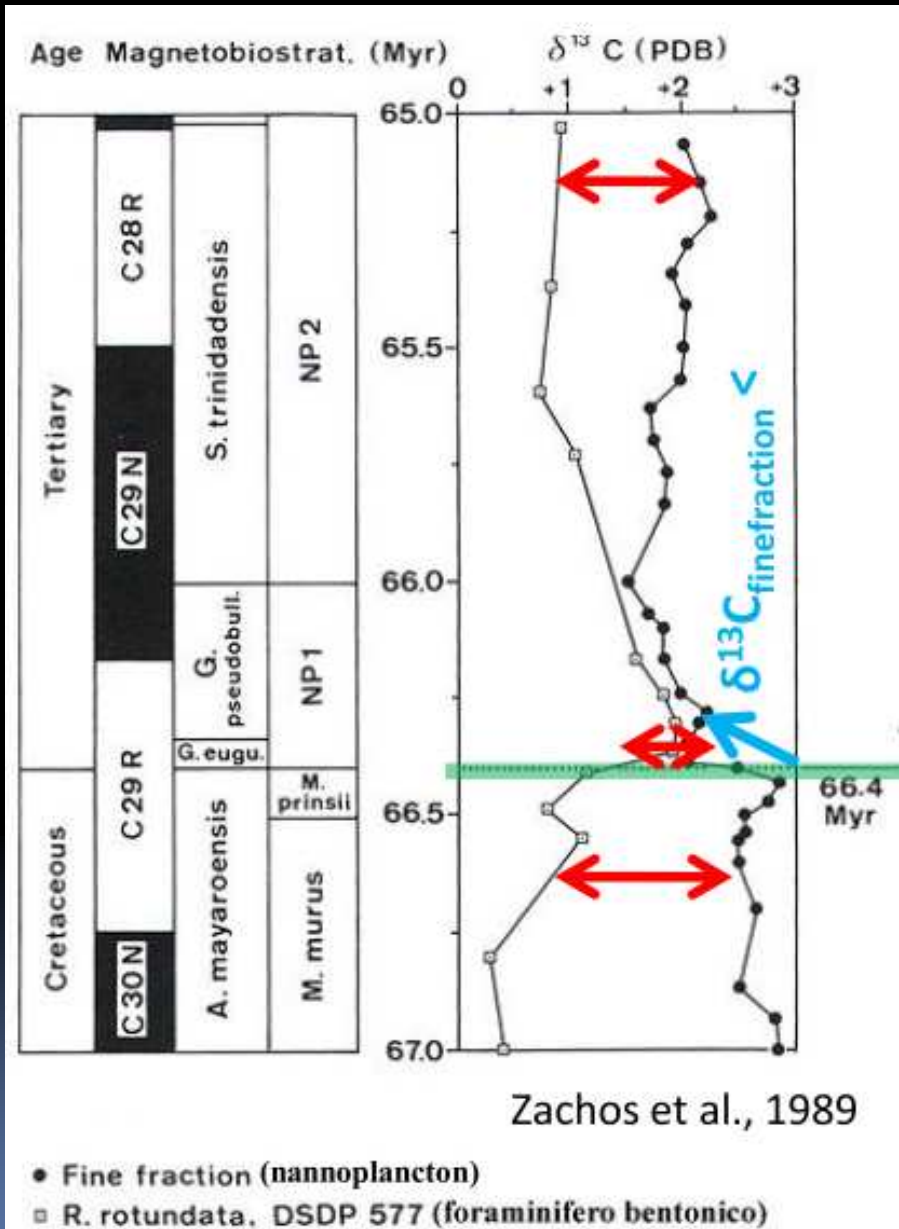 Age Magnetobiostrat. (Myr)
δ¹³ C (PDB)
0 +1 +2 +3
65.0
65.5
66.0
66.5
67.0
Tertiary
Cretaceous
C28R
C29N
C29R
C30N
S. trinidadensis
G. pseudobull.
G. eugu.
A. mayaroensis
NP2
NP1
M. prinsii
M. murus
δ¹³C finefraction <
66.4
Myr
Zachos et al., 1989
● Fine fraction (nannoplancton)
□ R. rotundata. DSDP 577 (foraminifero bentonico)